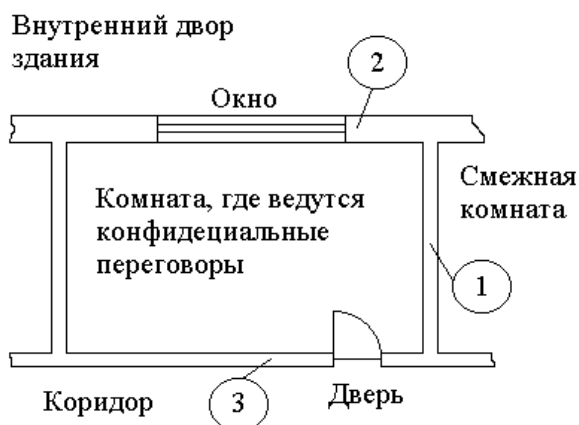 Внутренний двор
здания
2
Окно
Комната, где ведутся
конфидециальные
переговоры
Смежная
комната
1
Коридор
3
Дверь